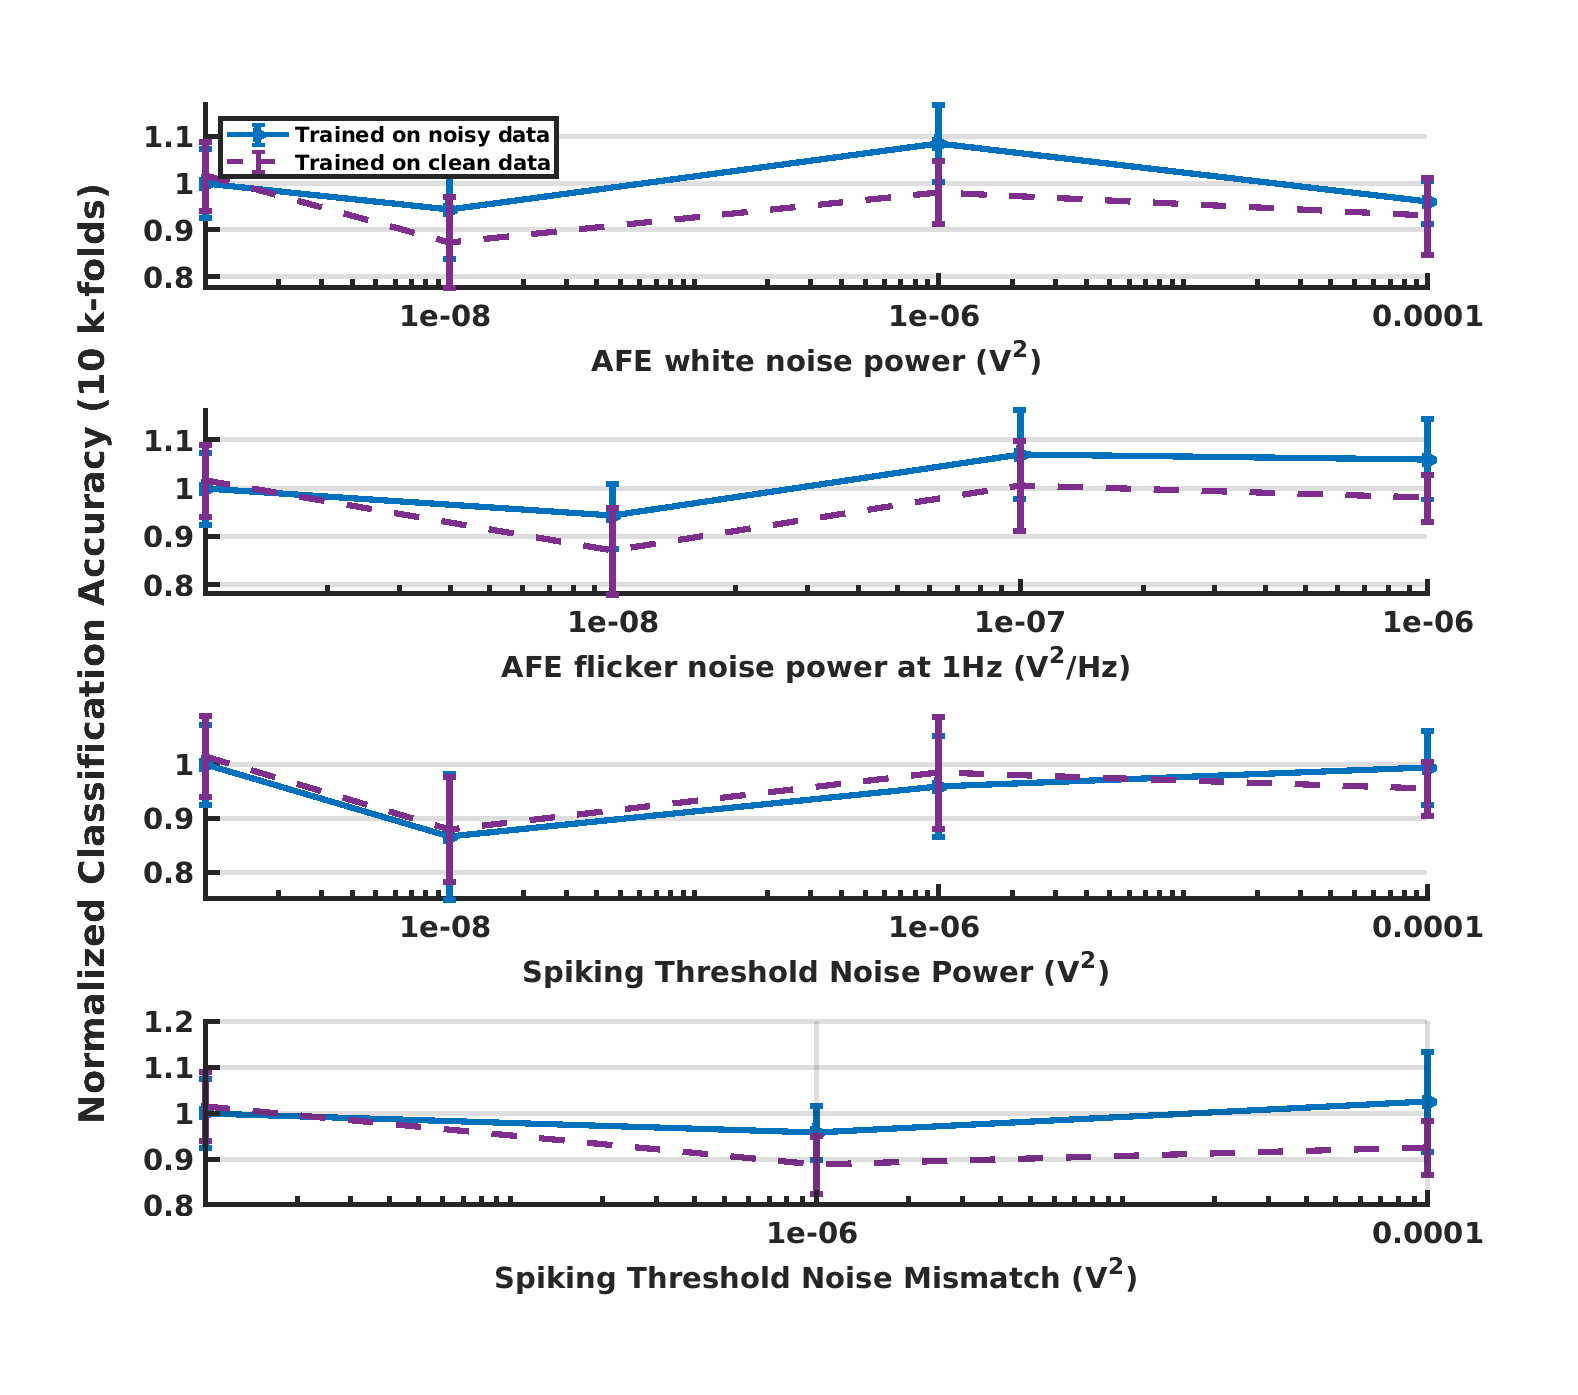 Normalized Classification Accuracy (10 k-folds)
Trained on noisy data
Trained on clean data
1.1
1
0.9
0.8
1e-08 1e-06 0.0001
AFE white noise power (V²)
1.1
1
0.9
0.8
1e-08 1e-07 1e-06
AFE flicker noise power at 1Hz (V²/Hz)
1
0.9
0.8
1e-08 1e-06 0.0001
Spiking Threshold Noise Power (V²)
1.2
1.1
1
0.9
0.8
1e-06 0.0001
Spiking Threshold Noise Mismatch (V²)